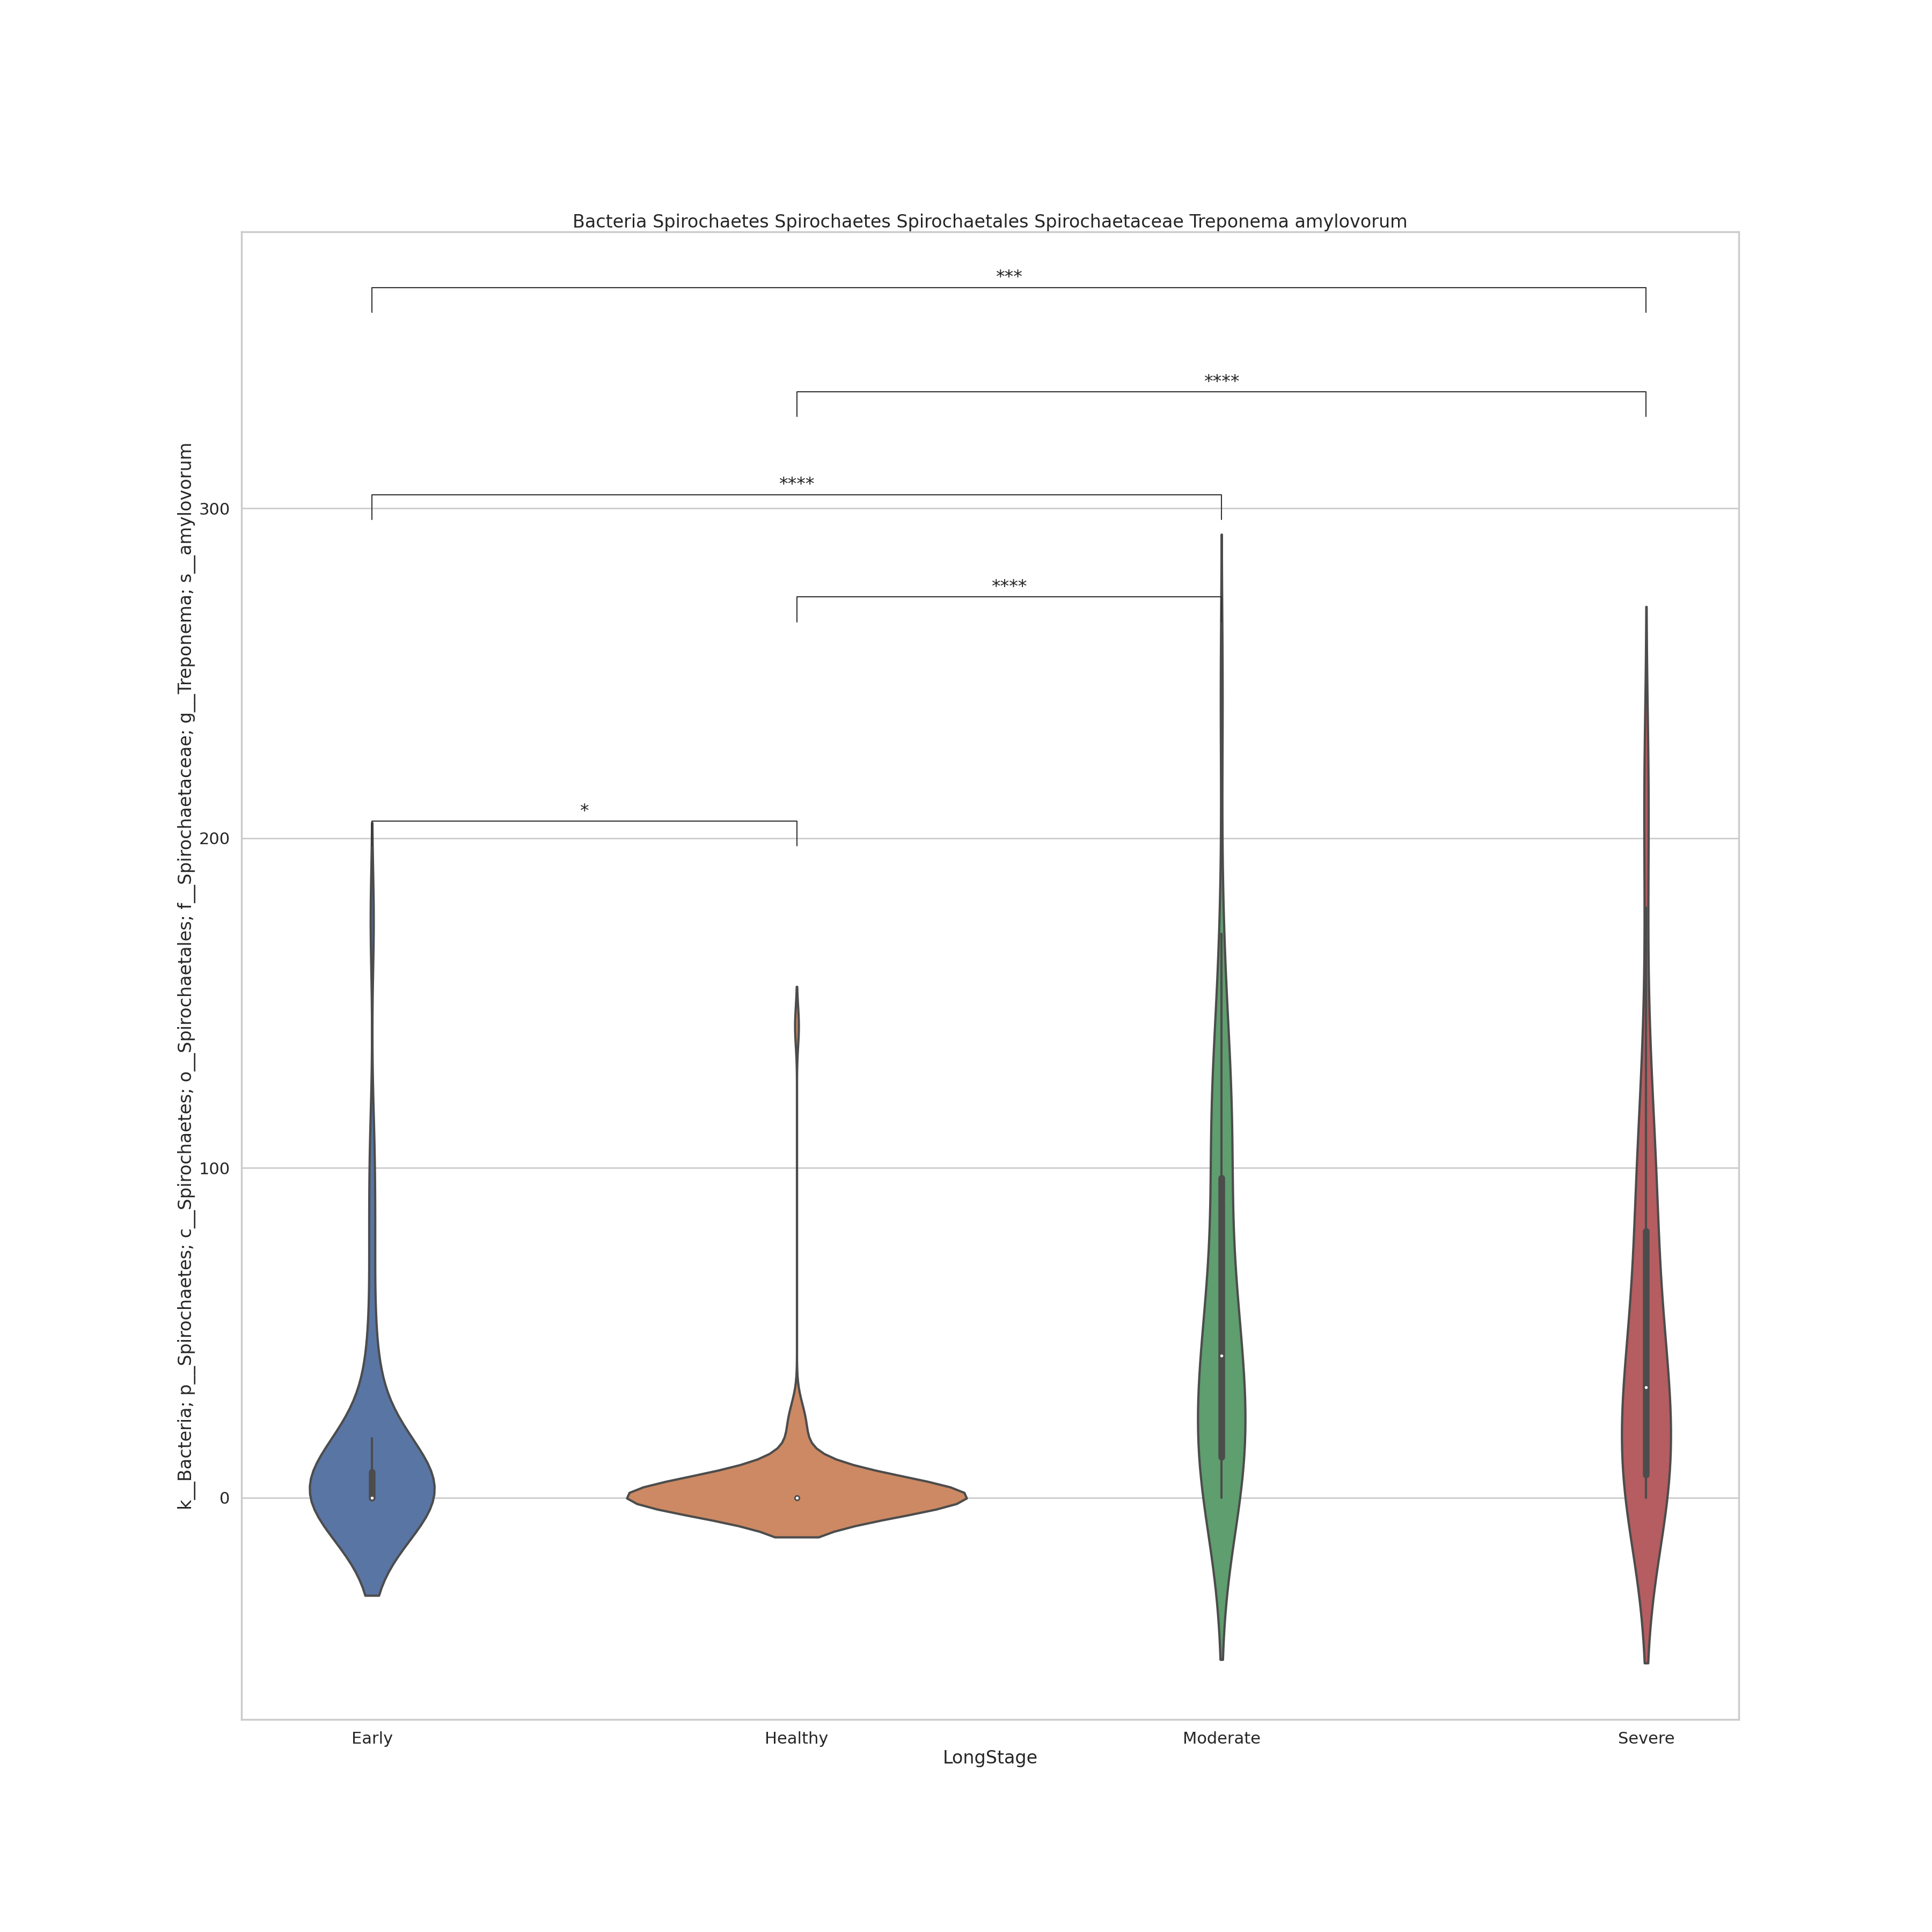 Bacteria Spirochaetes Spirochaetes Spirochaetales Spirochaetaceae Treponema amylovorum
***
****
****
****
*
k__Bacteria; p__Spirochaetes; c__Spirochaetes; o__Spirochaetales; f__Spirochaetaceae; g__Treponema; s__amylovorum
300
200
100
0
Early Healthy Moderate Severe
LongStage